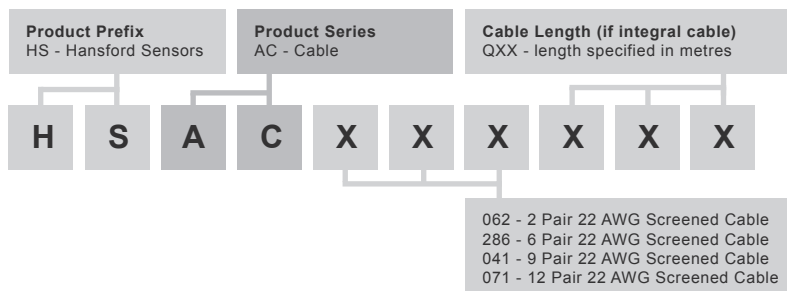 Product Prefix
HS - Hansford Sensors
Product Series
AC - Cable
Cable Length (if integral cable)
QXX - length specified in metres
H S A C X X X X X X
062 - 2 Pair 22 AWG Screened Cable
286 - 6 Pair 22 AWG Screened Cable
041 - 9 Pair 22 AWG Screened Cable
071 - 12 Pair 22 AWG Screened Cable